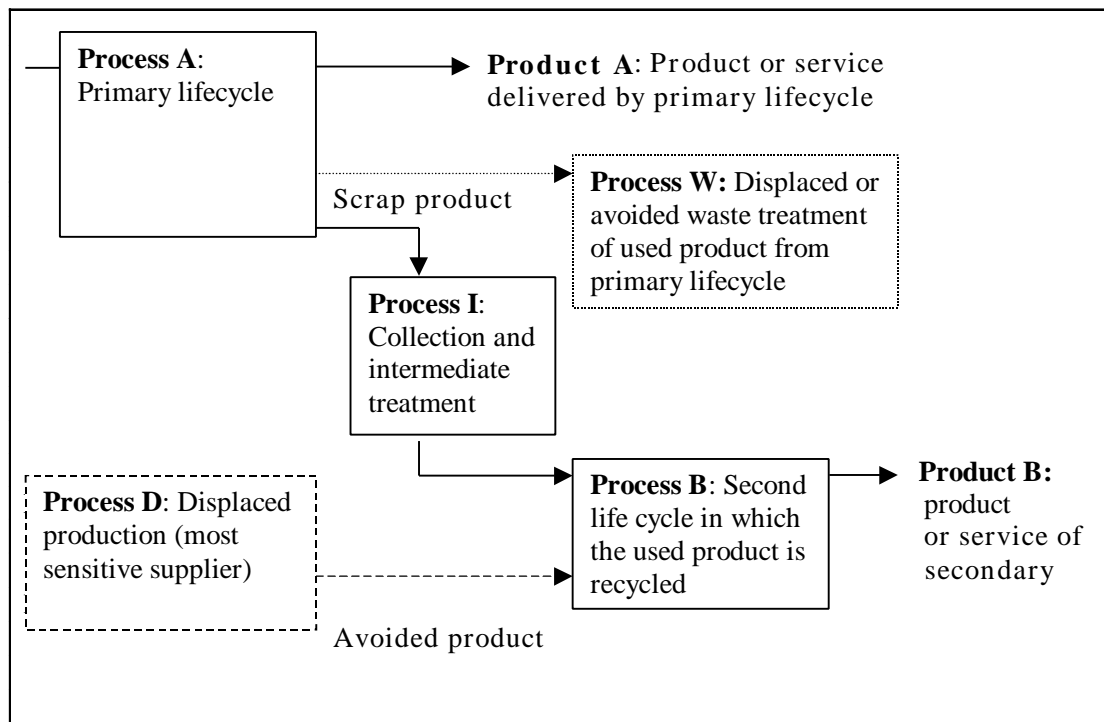 Process A:
Primary lifecycle
Product A: Product or service
delivered by primary lifecycle
Scrap product
Process W: Displaced or
avoided waste treatment
of used product from
primary lifecycle
Process I:
Collection and
intermediate
treatment
Process D: Displaced
production (most
sensitive supplier)
Avoided product
Process B: Second
life cycle in which
the used product is
recycled
Product B:
product
or service of
secondary